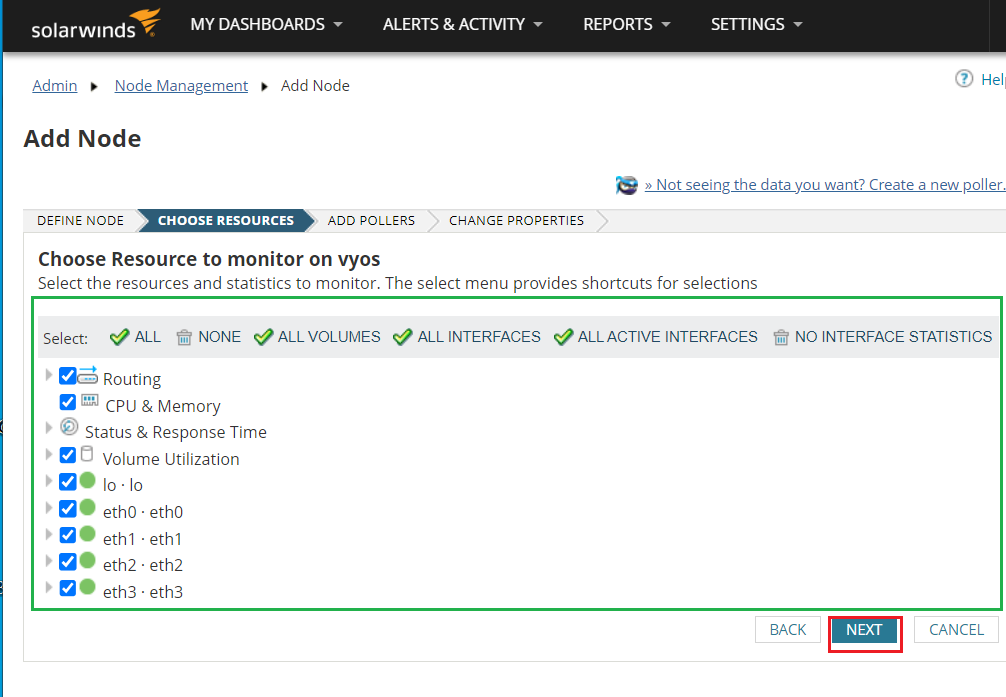 solarwinds MY DASHBOARDS ALERTS & ACTIVITY REPORTS SETTINGS
Admin Node Management Add Node
Add Node
» Not seeing the data you want? Create a new poller.
DEFINE NODE CHOOSE RESOURCES ADD POLLERS CHANGE PROPERTIES
Choose Resource to monitor on vyos
Select the resources and statistics to monitor. The select menu provides shortcuts for selections
Select: ALL NONE ALL VOLUMES ALL INTERFACES ALL ACTIVE INTERFACES NO INTERFACE STATISTICS
Routing
CPU & Memory
Status & Response Time
Volume Utilization
lo · lo
eth0 · eth0
eth1 · eth1
eth2 · eth2
eth3 · eth3
BACK NEXT CANCEL